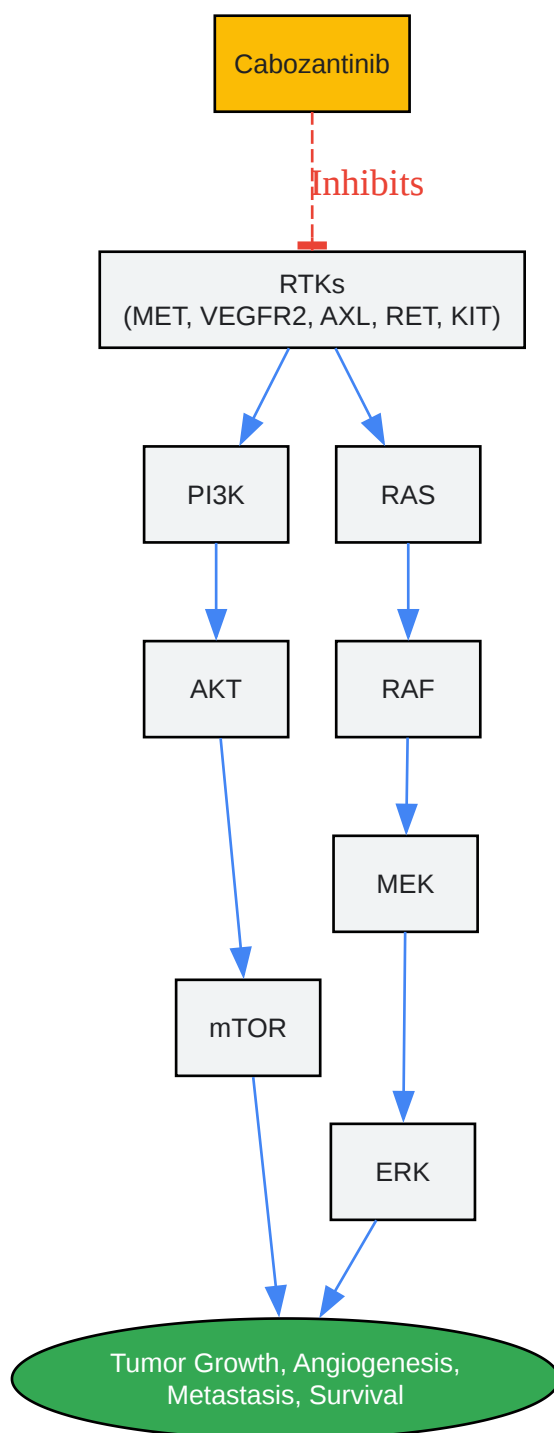 Cabozantinib
Inhibits
RTKs
(MET, VEGFR2, AXL, RET, KIT)
PI3K
RAS
AKT
RAF
MEK
mTOR
ERK
Tumor Growth, Angiogenesis,
Metastasis, Survival